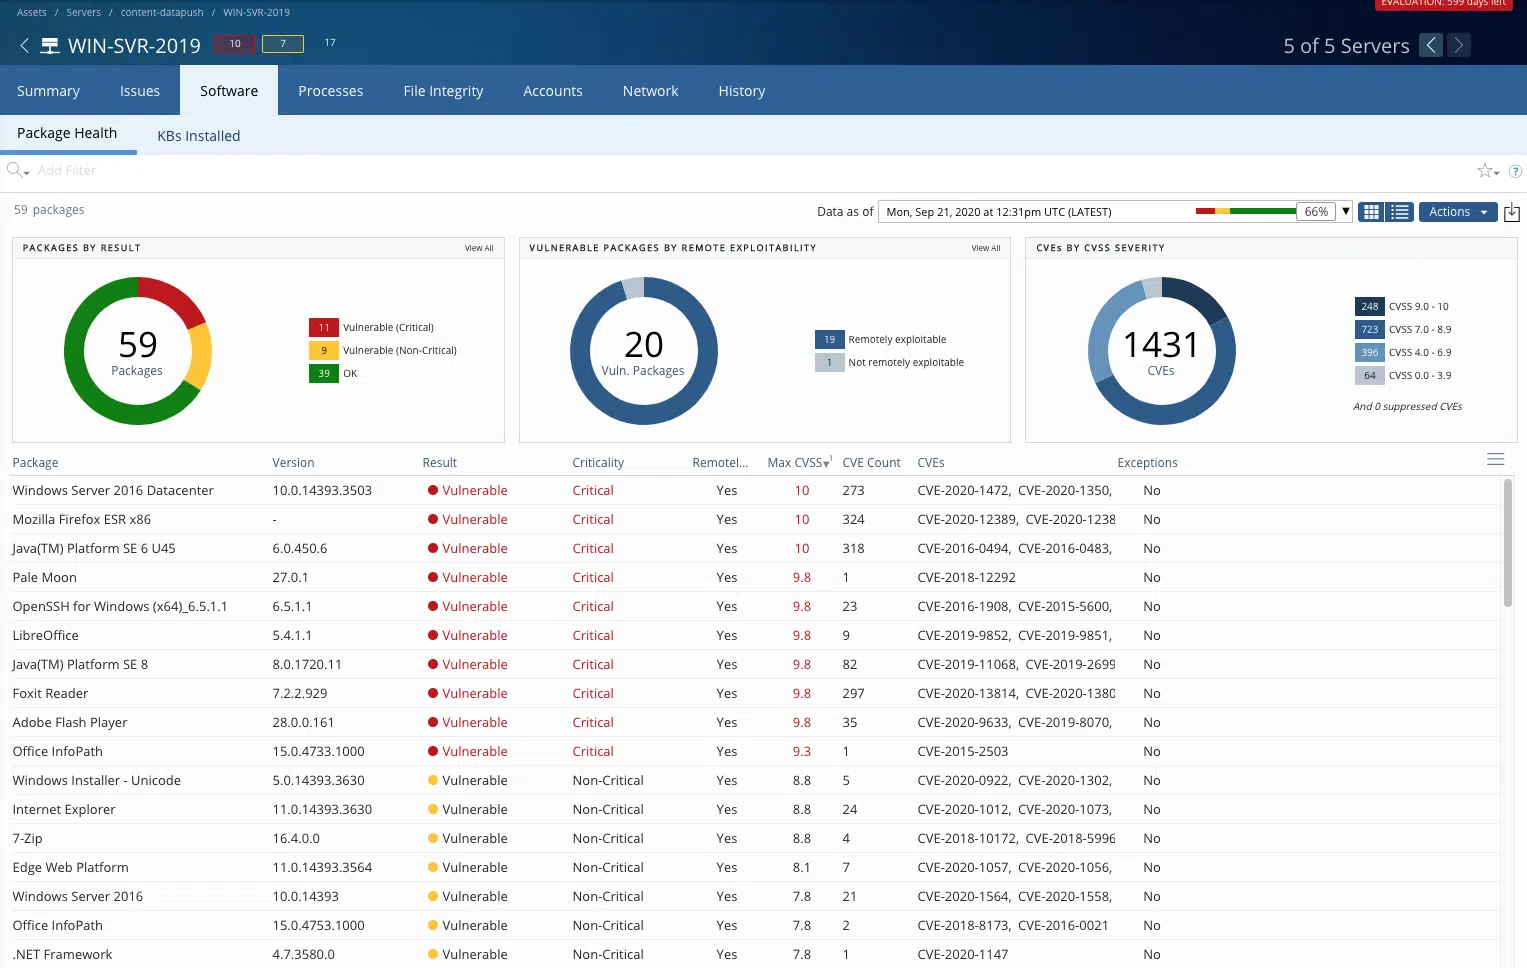 Assets / Servers / content-datapush / WIN-SVR-2019
EVALUATION: 599 days left
WIN-SVR-2019 10 7 17
5 of 5 Servers
Summary Issues Software Processes File Integrity Accounts Network History
Package Health KBs Installed
Add Filter
?
59 packages
Data as of Mon, Sep 21, 2020 at 12:31pm UTC (LATEST) 66% Actions
PACKAGES BY RESULT View All
59
Packages
11 Vulnerable (Critical)
9 Vulnerable (Non-Critical)
39 OK
VULNERABLE PACKAGES BY REMOTE EXPLOITABILITY View All
20
Vuln. Packages
19 Remotely exploitable
1 Not remotely exploitable
CVEs BY CVSS SEVERITY
1431
CVEs
248 CVSS 9.0 - 10
723 CVSS 7.0 - 8.9
396 CVSS 4.0 - 6.9
64 CVSS 0.0 - 3.9
And 0 suppressed CVEs
Package Version Result Criticality Remotel... Max CVSS▾1 CVE Count CVEs Exceptions
Windows Server 2016 Datacenter 10.0.14393.3503 Vulnerable Critical Yes 10 273 CVE-2020-1472, CVE-2020-1350, No
Mozilla Firefox ESR x86 - Vulnerable Critical Yes 10 324 CVE-2020-12389, CVE-2020-1238 No
Java(TM) Platform SE 6 U45 6.0.450.6 Vulnerable Critical Yes 10 318 CVE-2016-0494, CVE-2016-0483, No
Pale Moon 27.0.1 Vulnerable Critical Yes 9.8 1 CVE-2018-12292 No
OpenSSH for Windows (x64)_6.5.1.1 6.5.1.1 Vulnerable Critical Yes 9.8 23 CVE-2016-1908, CVE-2015-5600, No
LibreOffice 5.4.1.1 Vulnerable Critical Yes 9.8 9 CVE-2019-9852, CVE-2019-9851, No
Java(TM) Platform SE 8 8.0.1720.11 Vulnerable Critical Yes 9.8 82 CVE-2019-11068, CVE-2019-2699 No
Foxit Reader 7.2.2.929 Vulnerable Critical Yes 9.8 297 CVE-2020-13814, CVE-2020-1380 No
Adobe Flash Player 28.0.0.161 Vulnerable Critical Yes 9.8 35 CVE-2020-9633, CVE-2019-8070, No
Office InfoPath 15.0.4733.1000 Vulnerable Critical Yes 9.3 1 CVE-2015-2503 No
Windows Installer - Unicode 5.0.14393.3630 Vulnerable Non-Critical Yes 8.8 5 CVE-2020-0922, CVE-2020-1302, No
Internet Explorer 11.0.14393.3630 Vulnerable Non-Critical Yes 8.8 24 CVE-2020-1012, CVE-2020-1073, No
7-Zip 16.4.0.0 Vulnerable Non-Critical Yes 8.8 4 CVE-2018-10172, CVE-2018-5996 No
Edge Web Platform 11.0.14393.3564 Vulnerable Non-Critical Yes 8.1 7 CVE-2020-1057, CVE-2020-1056, No
Windows Server 2016 10.0.14393 Vulnerable Non-Critical Yes 7.8 21 CVE-2020-1564, CVE-2020-1558, No
Office InfoPath 15.0.4753.1000 Vulnerable Non-Critical Yes 7.8 2 CVE-2018-8173, CVE-2016-0021 No
.NET Framework 4.7.3580.0 Vulnerable Non-Critical Yes 7.8 1 CVE-2020-1147 No